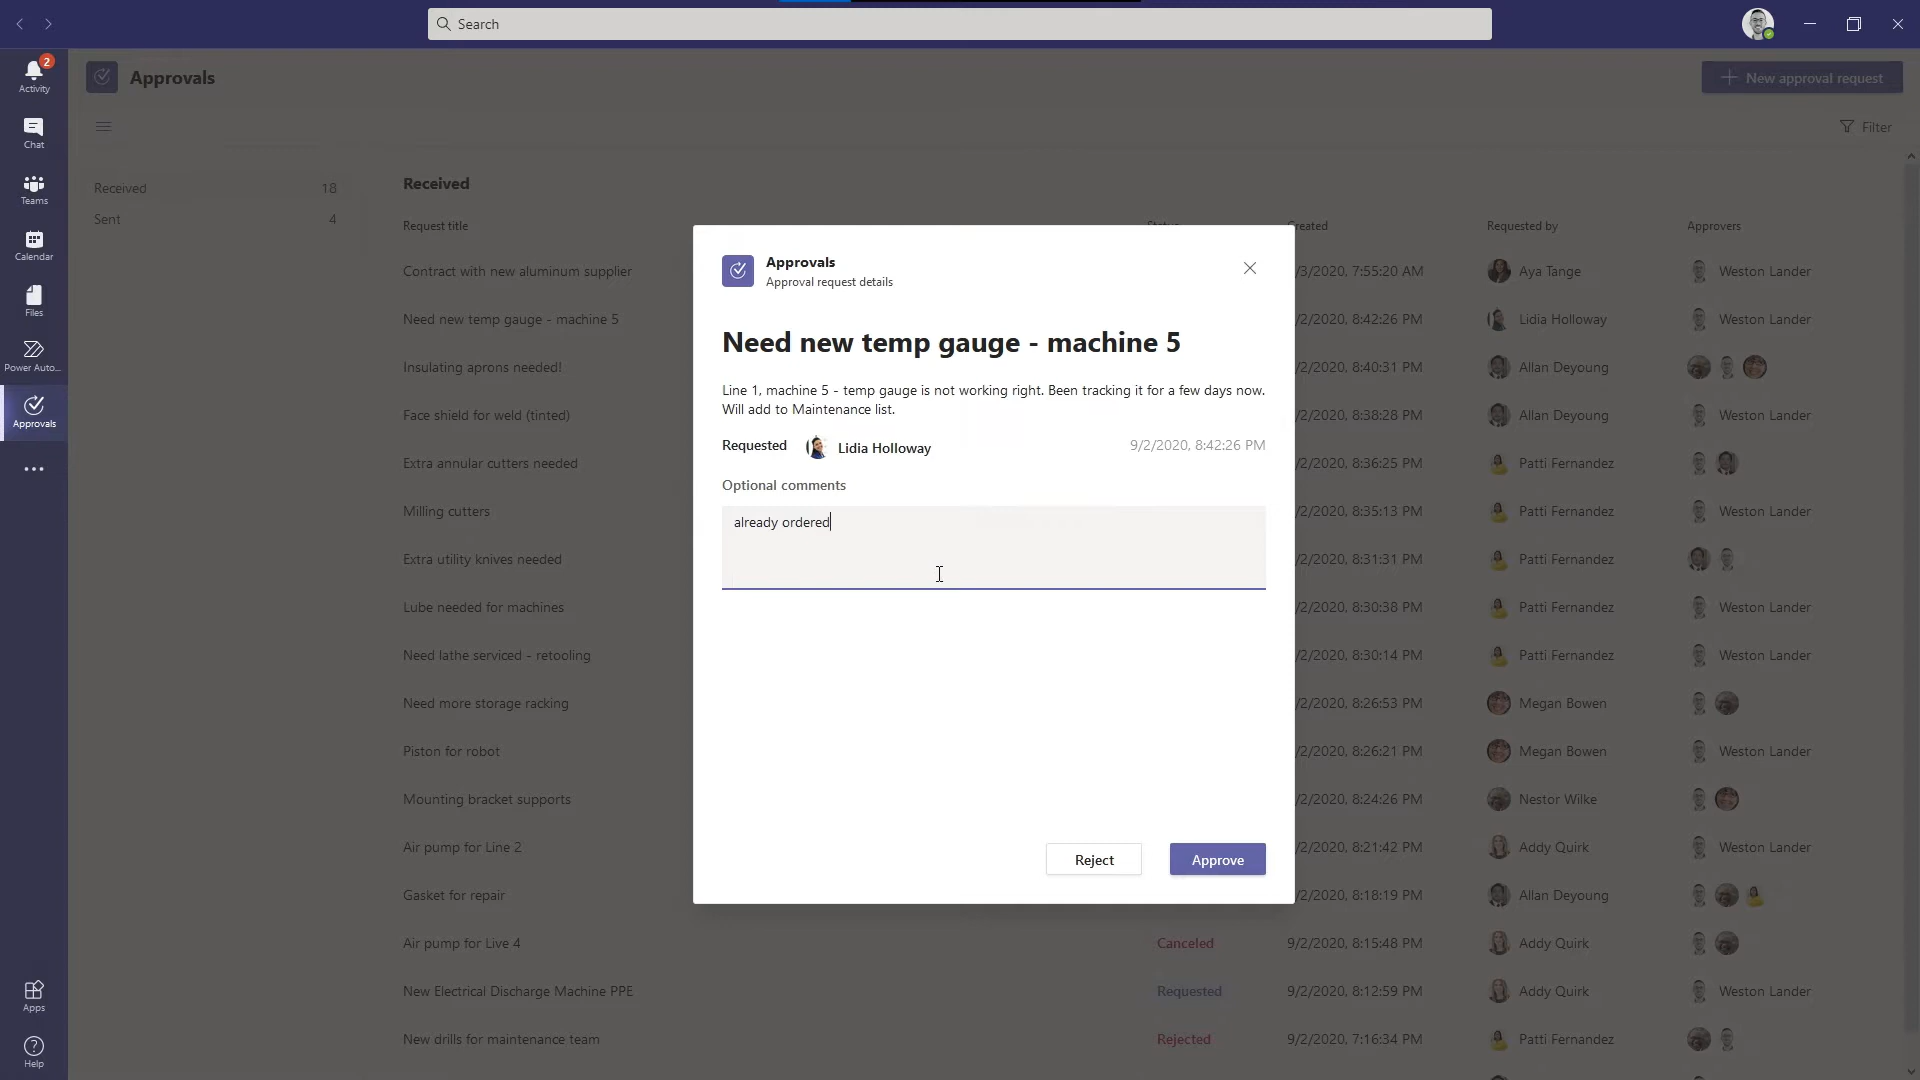 Search
2
Activity
Chat
Teams
Calendar
Files
Power Auto...
Approvals
Apps
Help
Approvals
New approval request
Filter
Received 18
Sent 4
Received
Request title Status Created Requested by Approvers
Contract with new aluminum supplier /3/2020, 7:55:20 AM Aya Tange Weston Lander
Need new temp gauge - machine 5 /2/2020, 8:42:26 PM Lidia Holloway Weston Lander
Insulating aprons needed! /2/2020, 8:40:31 PM Allan Deyoung
Face shield for weld (tinted) /2/2020, 8:38:28 PM Allan Deyoung Weston Lander
Extra annular cutters needed /2/2020, 8:36:25 PM Patti Fernandez
Milling cutters /2/2020, 8:35:13 PM Patti Fernandez Weston Lander
Extra utility knives needed /2/2020, 8:31:31 PM Patti Fernandez
Lube needed for machines /2/2020, 8:30:38 PM Patti Fernandez Weston Lander
Need lathe serviced - retooling /2/2020, 8:30:14 PM Patti Fernandez Weston Lander
Need more storage racking /2/2020, 8:26:53 PM Megan Bowen
Piston for robot /2/2020, 8:26:21 PM Megan Bowen Weston Lander
Mounting bracket supports /2/2020, 8:24:26 PM Nestor Wilke
Air pump for Line 2 /2/2020, 8:21:42 PM Addy Quirk Weston Lander
Gasket for repair /2/2020, 8:18:19 PM Allan Deyoung
Air pump for Live 4 Canceled 9/2/2020, 8:15:48 PM Addy Quirk
New Electrical Discharge Machine PPE Requested 9/2/2020, 8:12:59 PM Addy Quirk Weston Lander
New drills for maintenance team Rejected 9/2/2020, 7:16:34 PM Patti Fernandez
Approvals
Approval request details
Need new temp gauge - machine 5
Line 1, machine 5 - temp gauge is not working right. Been tracking it for a few days now.
Will add to Maintenance list.
Requested Lidia Holloway 9/2/2020, 8:42:26 PM
Optional comments
already ordered
Reject Approve